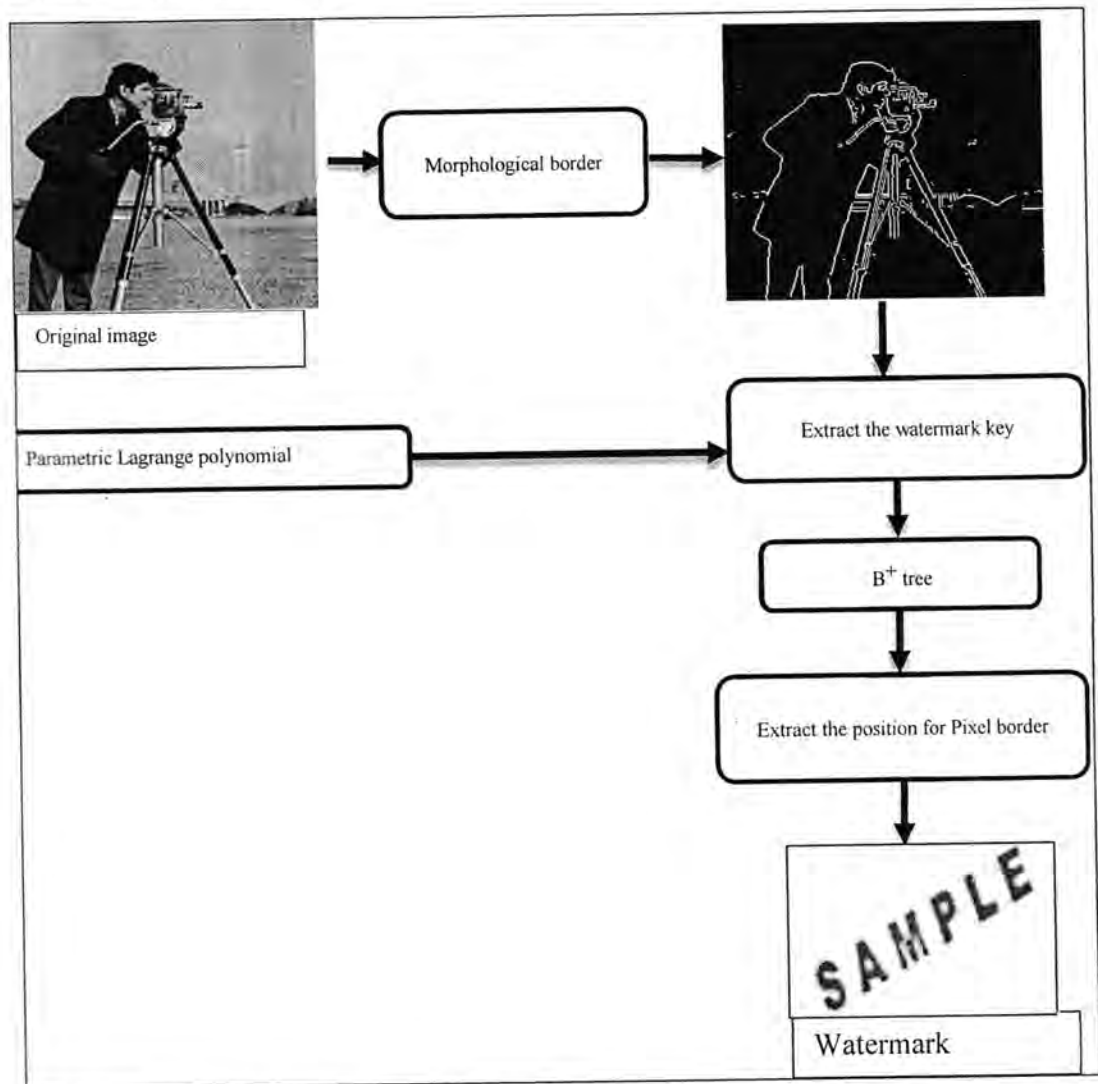 Morphological border
Original image
Extract the watermark key
Parametric Lagrange polynomial
B+ tree
Extract the position for Pixel border
SAMPLE
Watermark